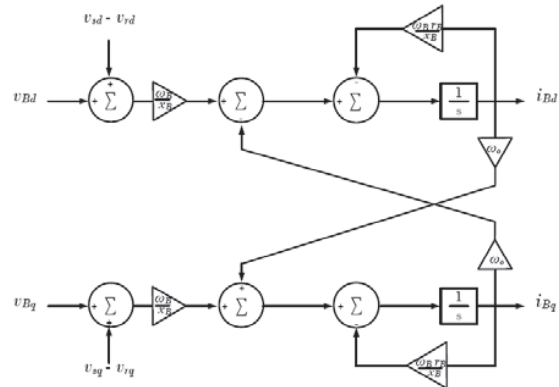 v_sd - v_rd
ω_B r_B / x_B
+
v_Bd + Σ ω_B / x_B + Σ - + Σ - 1 / s i_Bd
ω_o
ω_o
+
v_Bq + Σ + ω_B / x_B + Σ + Σ - 1 / s i_Bq
v_sq - v_rq
ω_B r_B / x_B